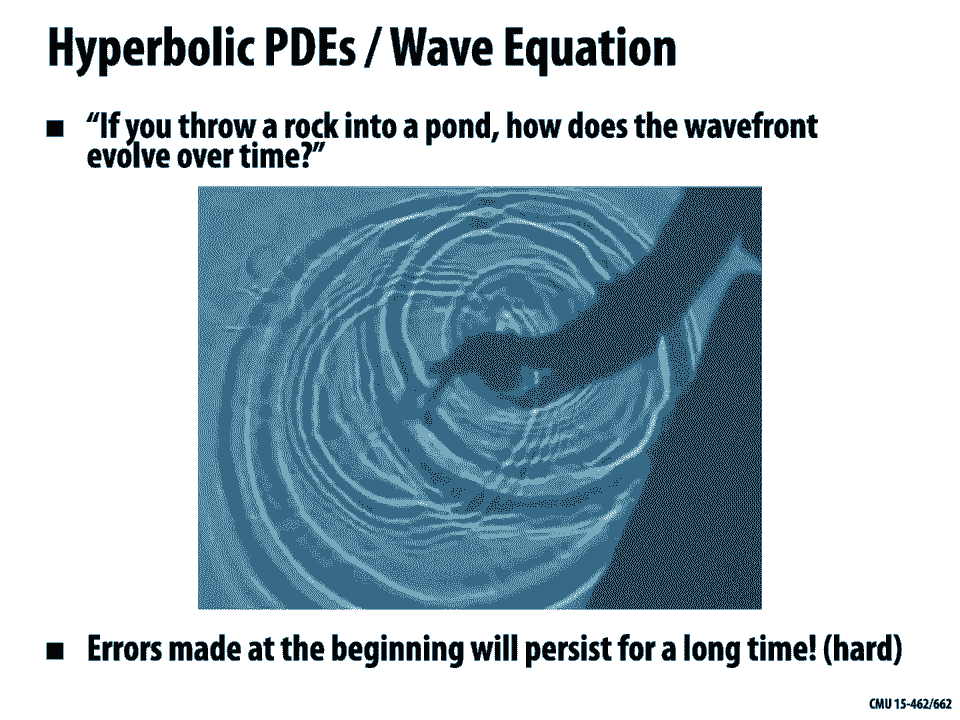 Hyperbolic PDEs / Wave Equation
■ “If you throw a rock into a pond, how does the wavefront
evolve over time?”
■ Errors made at the beginning will persist for a long time! (hard)
CMU 15-462/662